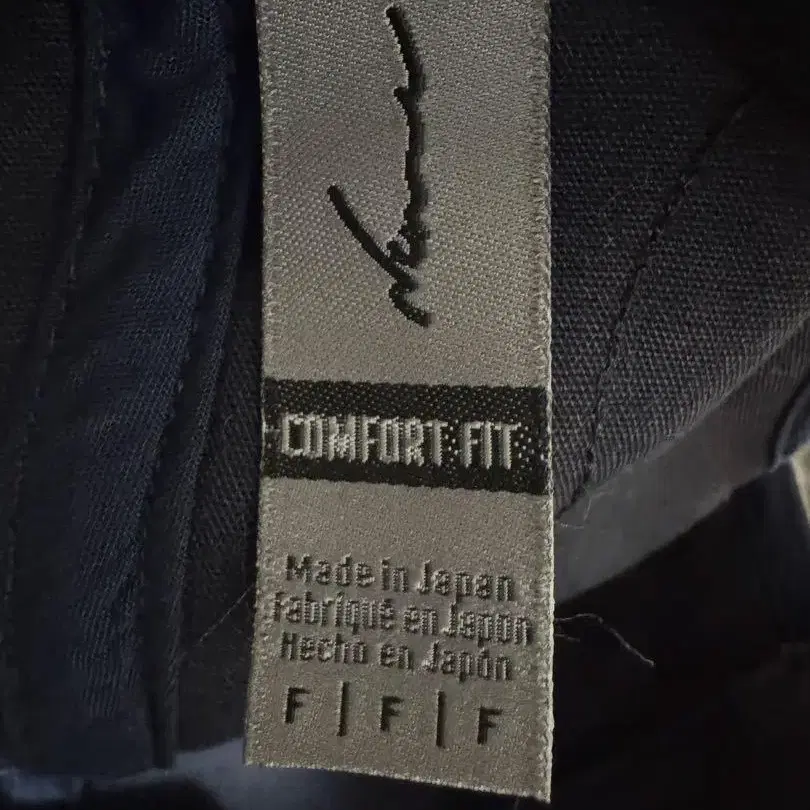 COMFORT FIT
Made in Japan
Fabriqué en Japon
Hecho en Japón
F | F | F